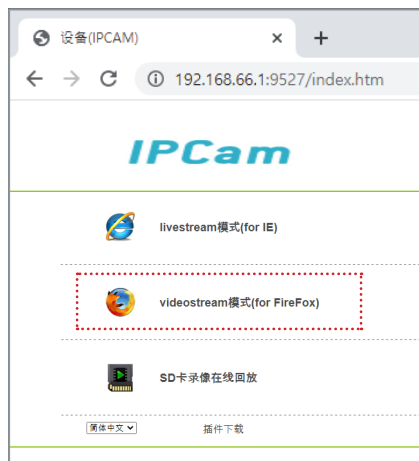 设备(IPCAM)
192.168.66.1:9527/index.htm
IPCam
livestream模式(for IE)
videostream模式(for FireFox)
SD卡录像在线回放
简体中文 插件下载